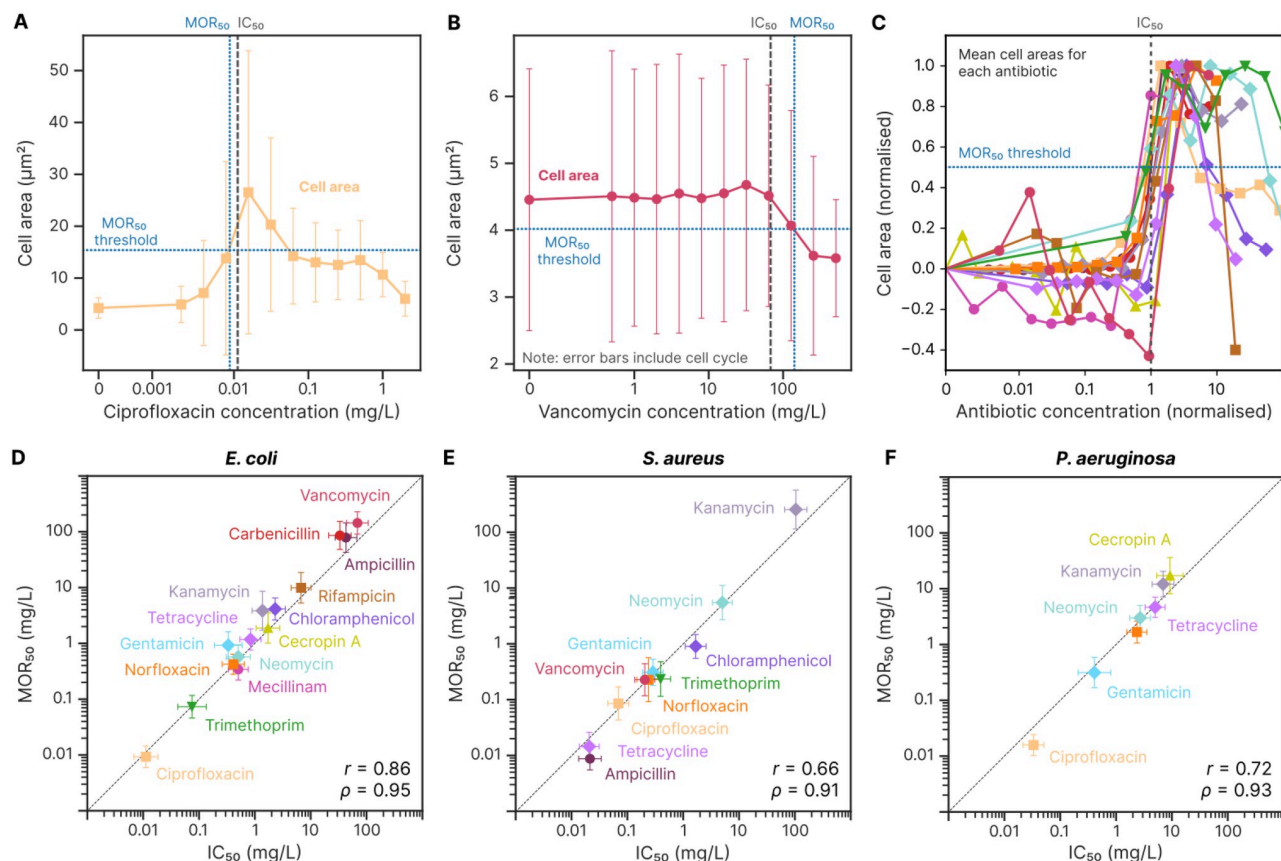 A
MOR₅₀ IC₅₀
50
40
30
20
10
0
Cell area (µm²)
Cell area
MOR₅₀
threshold
0 0.001 0.01 0.1 1
Ciprofloxacin concentration (mg/L)
B
IC₅₀ MOR₅₀
6
5
4
3
2
Cell area (µm²)
Cell area
MOR₅₀
threshold
Note: error bars include cell cycle
0 1 10 100
Vancomycin concentration (mg/L)
C
IC₅₀
Mean cell areas for
each antibiotic
1.0
0.8
0.6
0.4
0.2
0.0
−0.2
−0.4
Cell area (normalised)
MOR₅₀ threshold
0 0.01 0.1 1 10
Antibiotic concentration (normalised)
D
E. coli
100
10
1
0.1
0.01
MOR₅₀ (mg/L)
Vancomycin
Carbenicillin
Ampicillin
Kanamycin
Rifampicin
Tetracycline
Chloramphenicol
Gentamicin
Cecropin A
Norfloxacin
Neomycin
Mecillinam
Trimethoprim
Ciprofloxacin
r = 0.86
ρ = 0.95
0.01 0.1 1 10 100
IC₅₀ (mg/L)
E
S. aureus
100
10
1
0.1
0.01
MOR₅₀ (mg/L)
Kanamycin
Neomycin
Gentamicin
Chloramphenicol
Vancomycin
Trimethoprim
Norfloxacin
Ciprofloxacin
Tetracycline
Ampicillin
r = 0.66
ρ = 0.91
0.01 0.1 1 10 100
IC₅₀ (mg/L)
F
P. aeruginosa
100
10
1
0.1
0.01
MOR₅₀ (mg/L)
Cecropin A
Kanamycin
Neomycin
Tetracycline
Gentamicin
Ciprofloxacin
r = 0.72
ρ = 0.93
0.01 0.1 1 10 100
IC₅₀ (mg/L)